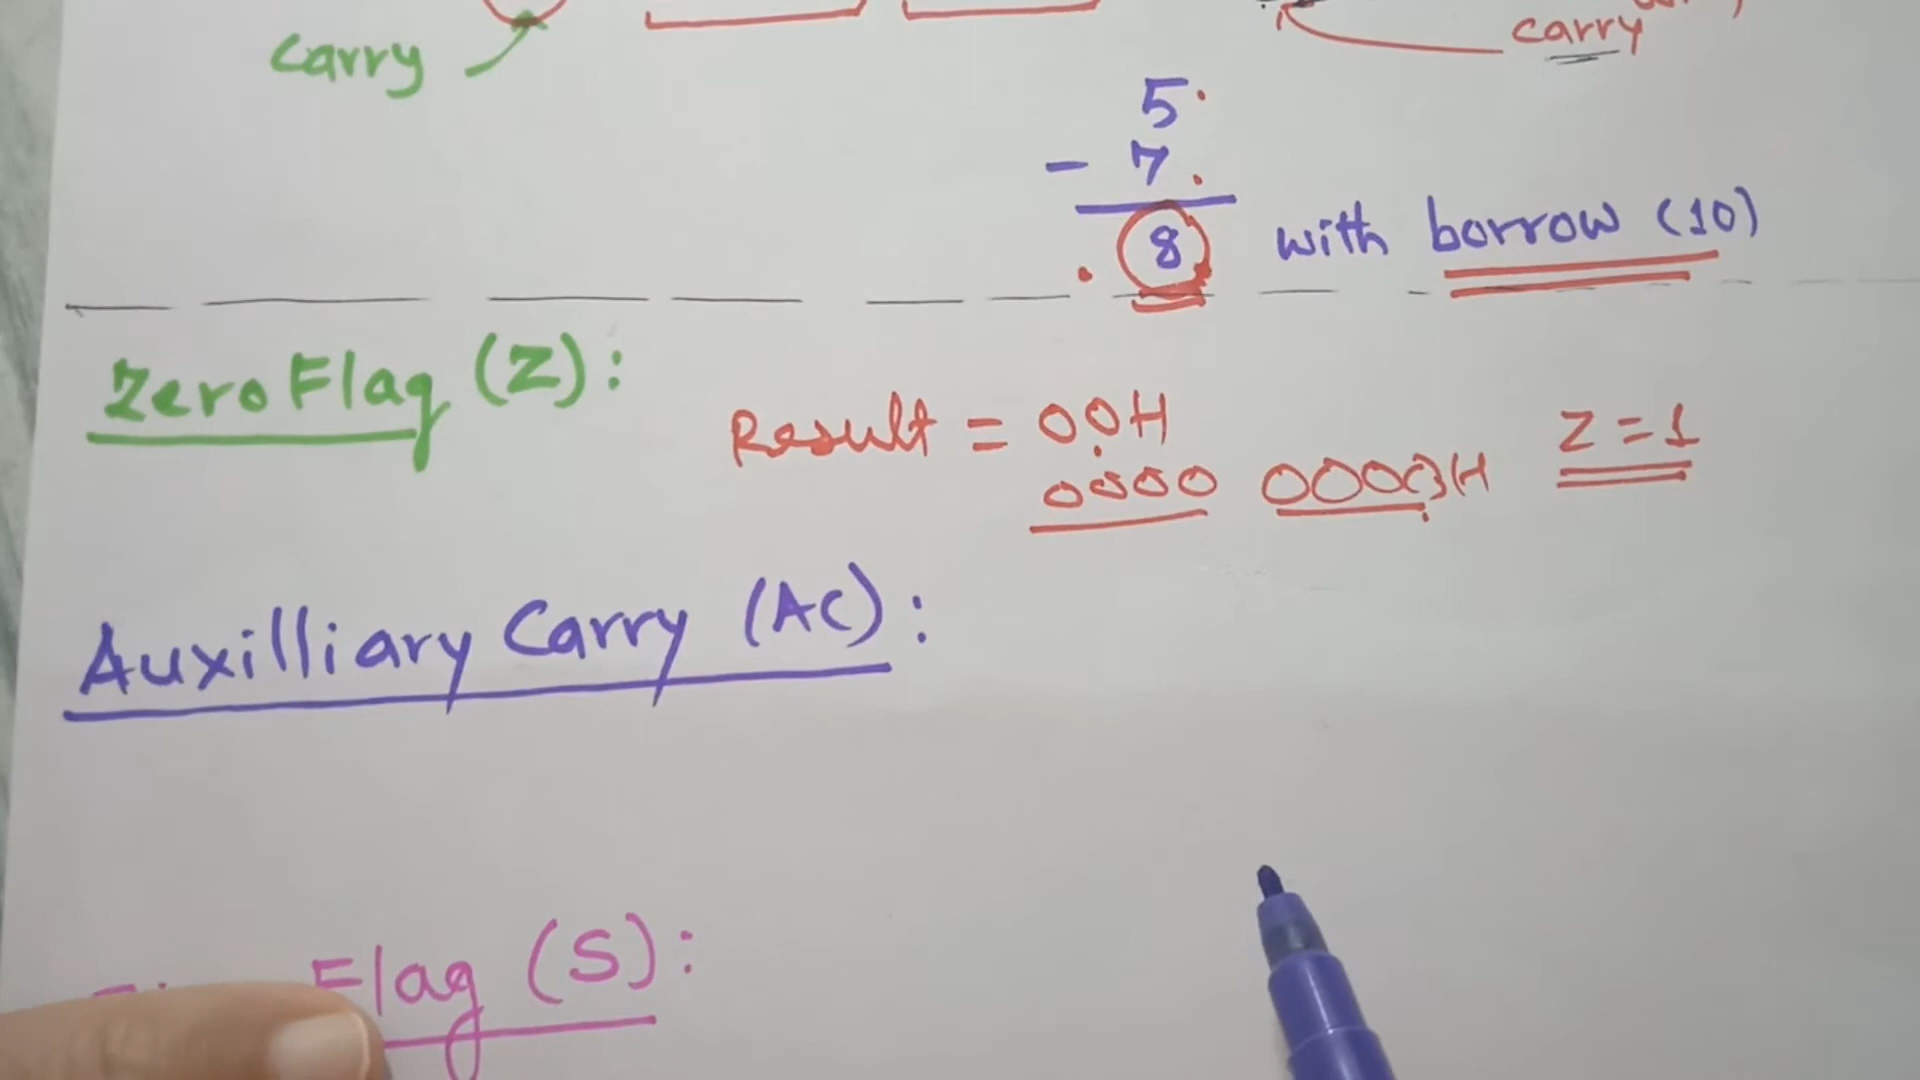 carry
carry
5
- 7
8 with borrow (10)
Zero Flag (Z):
Result = 00H
0000 0000H
Z = 1
Auxilliary Carry (AC):
Flag (S):